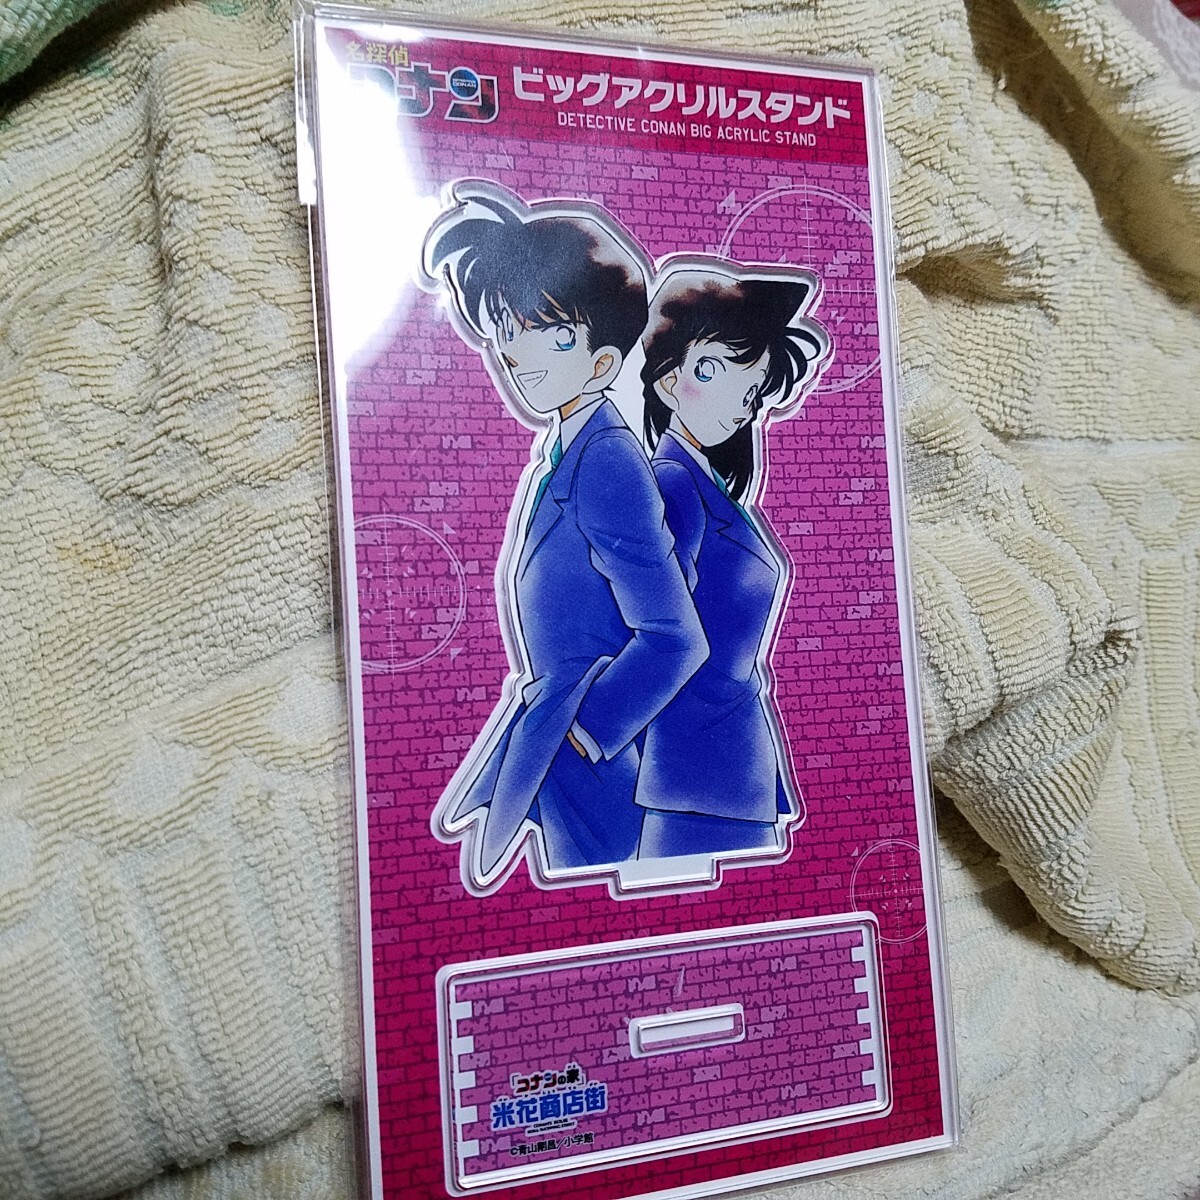 名探偵
コナン
ビッグアクリルスタンド
DETECTIVE CONAN BIG ACRYLIC STAND
「コナンの家
米花商店街」
©青山剛昌／小学館